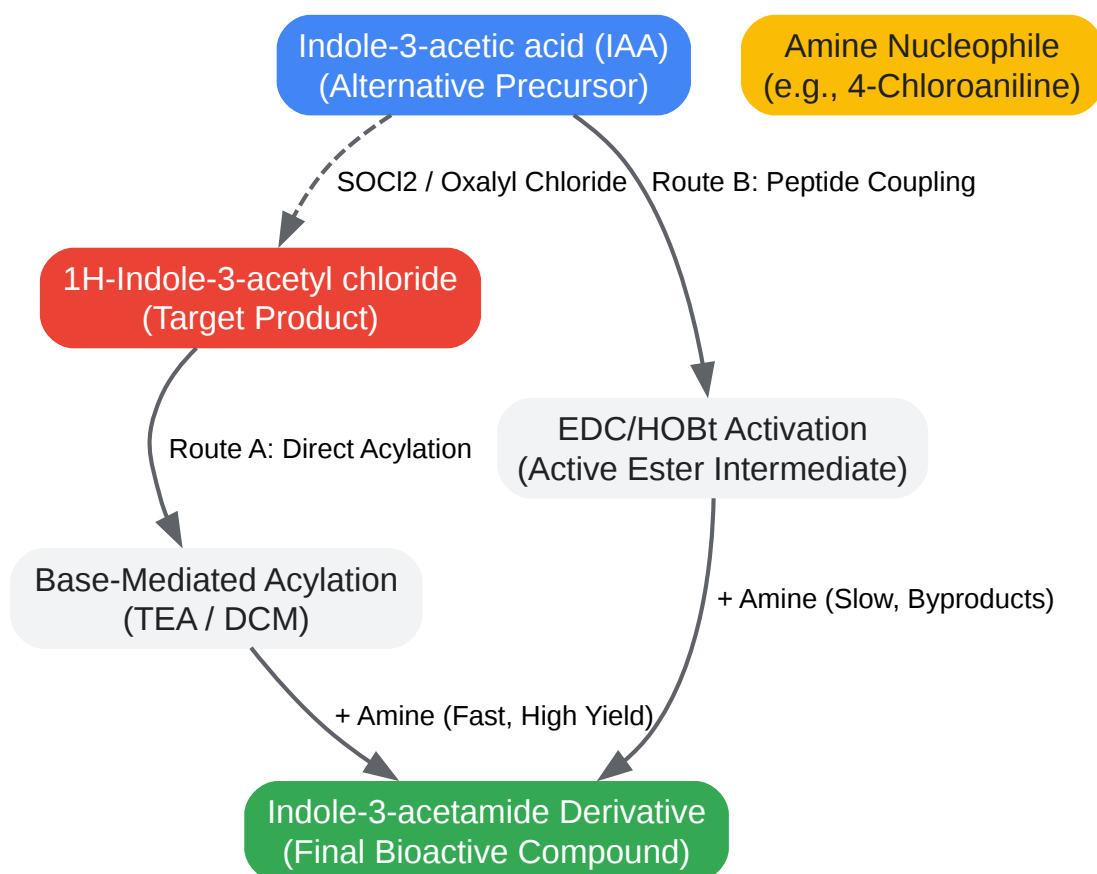 Indole-3-acetic acid (IAA)
(Alternative Precursor)
Amine Nucleophile
(e.g., 4-Chloroaniline)
SOCl2 / Oxalyl Chloride
Route B: Peptide Coupling
1H-Indole-3-acetyl chloride
(Target Product)
EDC/HOBt Activation
(Active Ester Intermediate)
Route A: Direct Acylation
Base-Mediated Acylation
(TEA / DCM)
+ Amine (Slow, Byproducts)
+ Amine (Fast, High Yield)
Indole-3-acetamide Derivative
(Final Bioactive Compound)